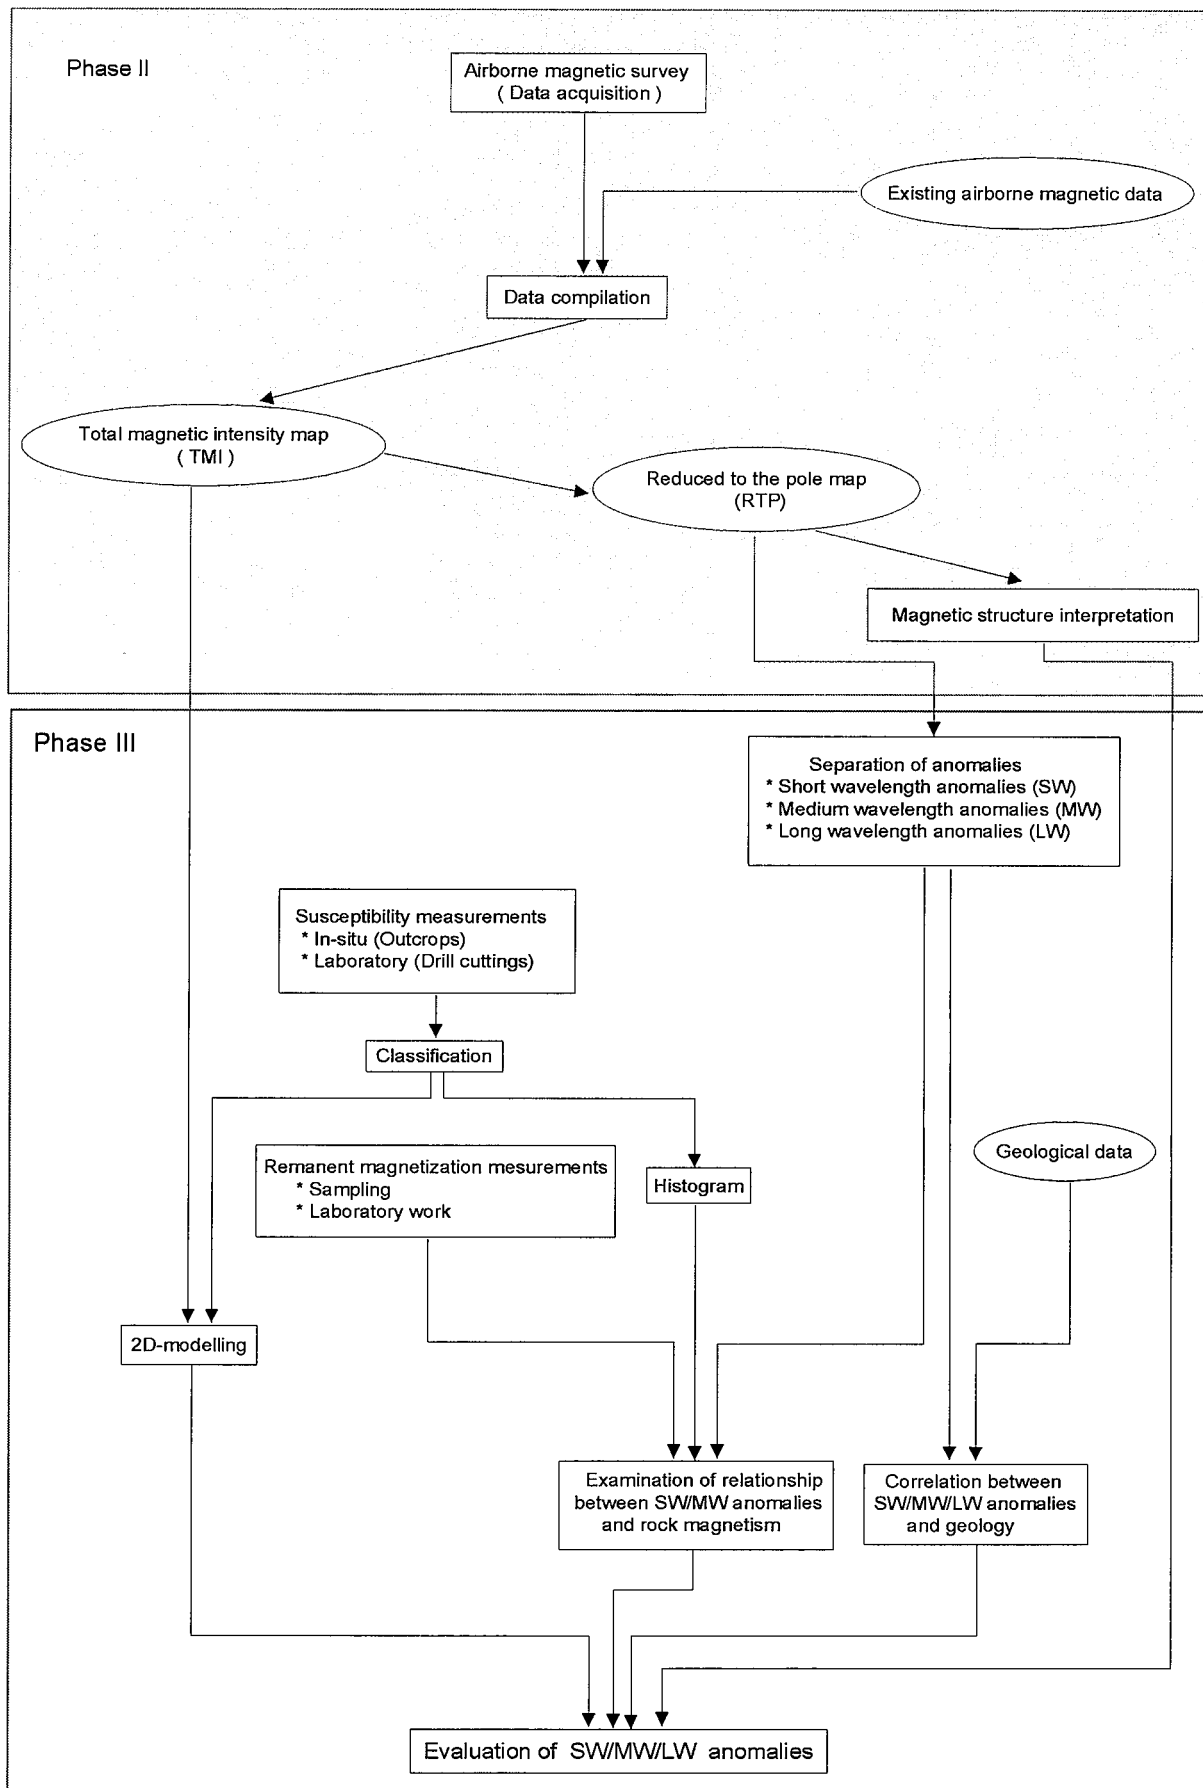 Phase II
Airborne magnetic survey
( Data acquisition )
Existing airborne magnetic data
Data compilation
Total magnetic intensity map
( TMI )
Reduced to the pole map
(RTP)
Magnetic structure interpretation
Phase III
Separation of anomalies
* Short wavelength anomalies (SW)
* Medium wavelength anomalies (MW)
* Long wavelength anomalies (LW)
Susceptibility measurements
* In-situ (Outcrops)
* Laboratory (Drill cuttings)
Classification
Remanent magnetization mesurements
* Sampling
* Laboratory work
Histogram
Geological data
2D-modelling
Examination of relationship
between SW/MW anomalies
and rock magnetism
Correlation between
SW/MW/LW anomalies
and geology
Evaluation of SW/MW/LW anomalies